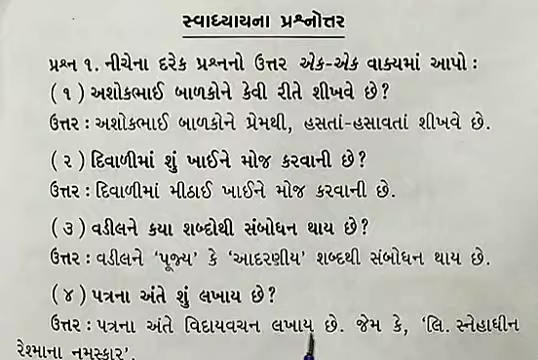 સ્વાધ્યાયના પ્રશ્નોત્તર
પ્રશ્ન ૧. નીચેના દરેક પ્રશ્નનો ઉત્તર એક-એક વાક્યમાં આપો :
(૧) અશોકભાઈ બાળકોને કેવી રીતે શીખવે છે?
ઉત્તર : અશોકભાઈ બાળકોને પ્રેમથી, હસતાં-હસાવતાં શીખવે છે.
(૨) દિવાળીમાં શું ખાઈને મોજ કરવાની છે?
ઉત્તર : દિવાળીમાં મીઠાઈ ખાઈને મોજ કરવાની છે.
(૩) વડીલને કયા શબ્દોથી સંબોધન થાય છે?
ઉત્તર : વડીલને ‘પૂજ્ય’ કે ‘આદરણીય’ શબ્દથી સંબોધન થાય છે.
(૪) પત્રના અંતે શું લખાય છે?
ઉત્તર : પત્રના અંતે વિદાયવચન લખાય છે. જેમ કે, ‘લિ. સ્નેહાધીન
રેશ્માના નમસ્કાર’.